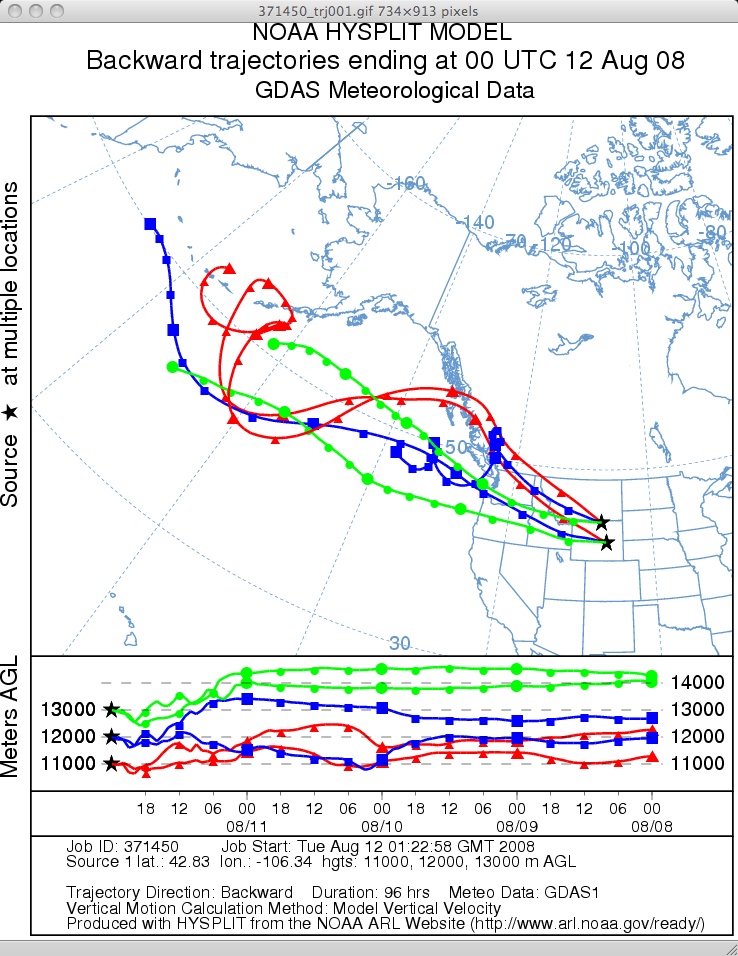 371450_trj001.gif 734×913 pixels
NOAA HYSPLIT MODEL
Backward trajectories ending at 00 UTC 12 Aug 08
GDAS Meteorological Data
Source ★ at multiple locations
-160
-140
70
-120
-100
-80
50
30
Meters AGL
14000
13000 13000
12000 12000
11000 11000
18 12 06 00 18 12 06 00 18 12 06 00 18 12 06 00
08/11 08/10 08/09 08/08
Job ID: 371450 Job Start: Tue Aug 12 01:22:58 GMT 2008
Source 1 lat.: 42.83 lon.: -106.34 hgts: 11000, 12000, 13000 m AGL
Trajectory Direction: Backward Duration: 96 hrs Meteo Data: GDAS1
Vertical Motion Calculation Method: Model Vertical Velocity
Produced with HYSPLIT from the NOAA ARL Website (http://www.arl.noaa.gov/ready/)